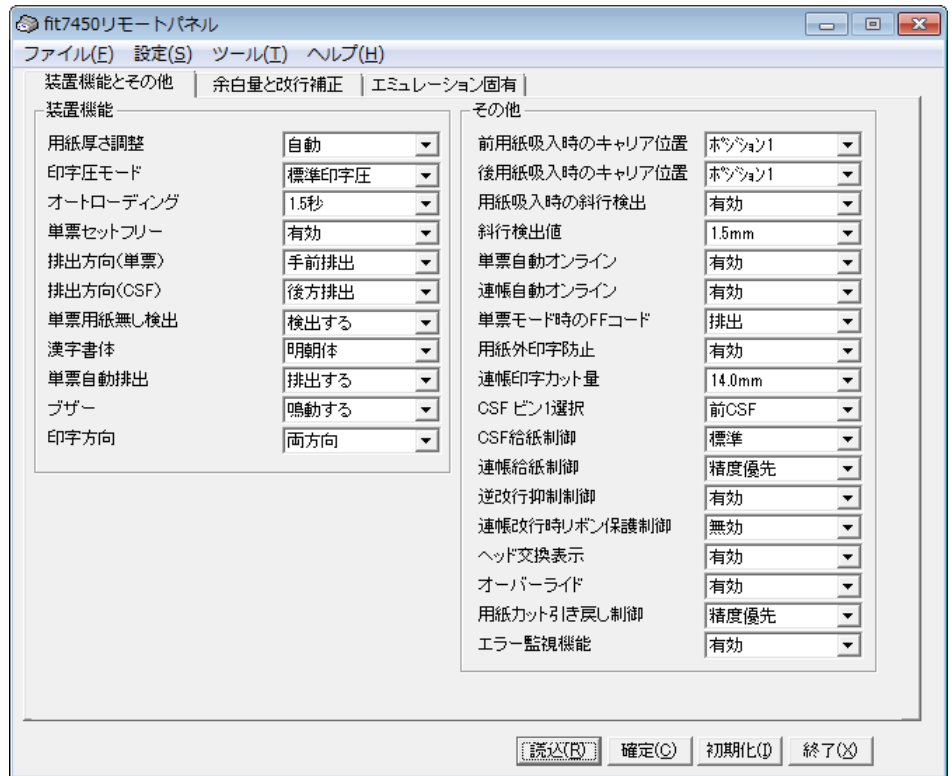 fit7450リモートパネル
ファイル(F) 設定(S) ツール(T) ヘルプ(H)
装置機能とその他 余白量と改行補正 エミュレーション固有
装置機能
用紙厚さ調整 自動
印字圧モード 標準印字圧
オートローディング 1.5秒
単票セットフリー 有効
排出方向(単票) 手前排出
排出方向(CSF) 後方排出
単票用紙無し検出 検出する
漢字書体 明朝体
単票自動排出 排出する
ブザー 鳴動する
印字方向 両方向
その他
前用紙吸入時のキャリア位置 ポジション1
後用紙吸入時のキャリア位置 ポジション1
用紙吸入時の斜行検出 有効
斜行検出値 1.5mm
単票自動オンライン 有効
連帳自動オンライン 有効
単票モード時のFFコード 排出
用紙外印字防止 有効
連帳印字カット量 14.0mm
CSF ビン1選択 前CSF
CSF給紙制御 標準
連帳給紙制御 精度優先
逆改行抑制制御 有効
連帳改行時リボン保護制御 無効
ヘッド交換表示 有効
オーバーライド 有効
用紙カット引き戻し制御 精度優先
エラー監視機能 有効
読込(R) 確定(C) 初期化(I) 終了(X)